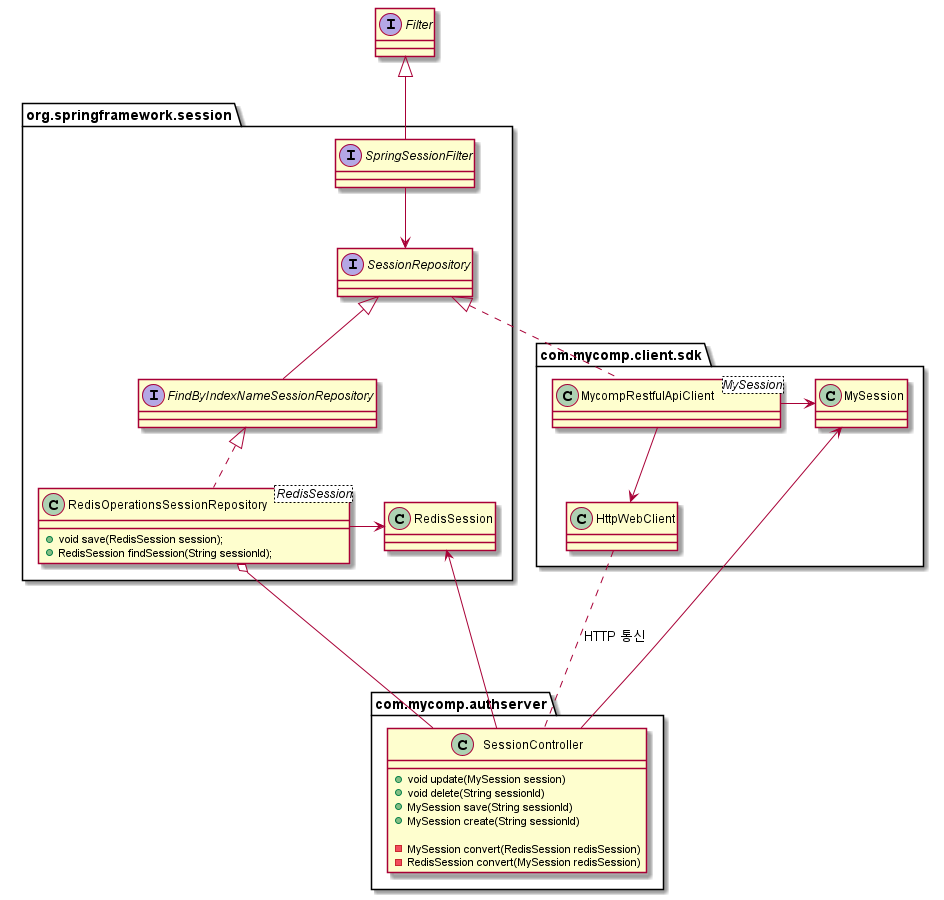 I Filter
org.springframework.session
I SpringSessionFilter
I SessionRepository
com.mycomp.client.sdk
I FindByIndexNameSessionRepository
C MycompRestfulApiClient
MySession
C MySession
C RedisOperationsSessionRepository
RedisSession
void save(RedisSession session);
RedisSession findSession(String sessionId);
C RedisSession
C HttpWebClient
HTTP 통신
com.mycomp.authserver
C SessionController
void update(MySession session)
void delete(String sessionId)
MySession save(String sessionId)
MySession create(String sessionId)
MySession convert(RedisSession redisSession)
RedisSession convert(MySession redisSession)